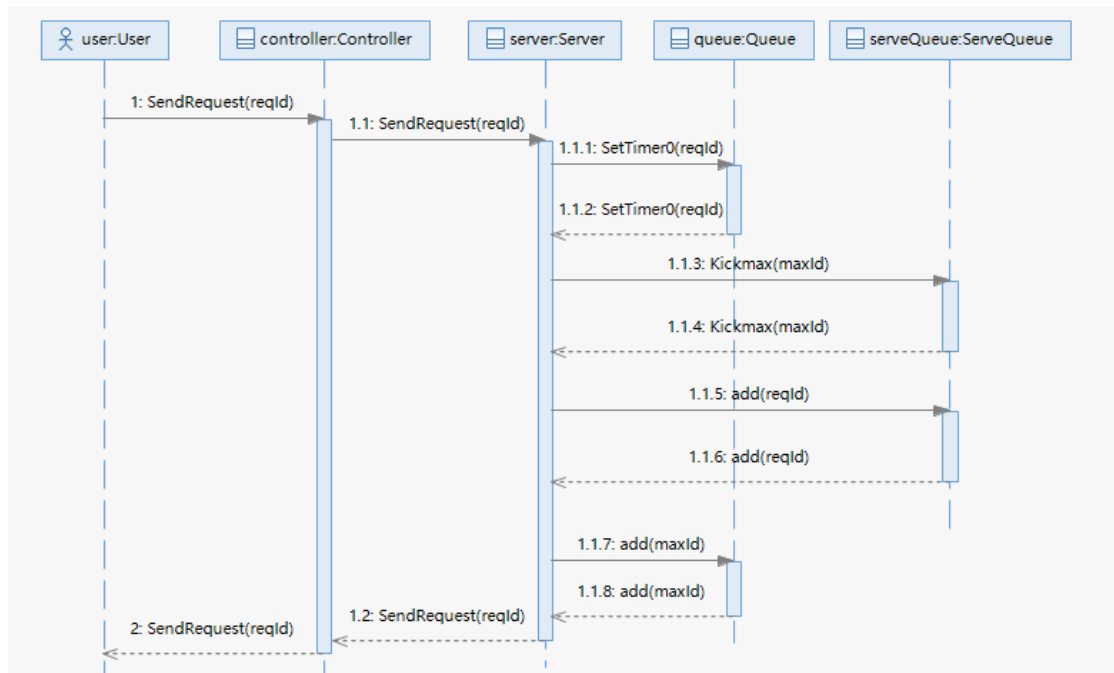 user:User
controller:Controller
server:Server
queue:Queue
serveQueue:ServeQueue
1: SendRequest(reqId)
1.1: SendRequest(reqId)
1.1.1: SetTimer0(reqId)
1.1.2: SetTimer0(reqId)
1.1.3: Kickmax(maxId)
1.1.4: Kickmax(maxId)
1.1.5: add(reqId)
1.1.6: add(reqId)
1.1.7: add(maxId)
1.1.8: add(maxId)
1.2: SendRequest(reqId)
2: SendRequest(reqId)